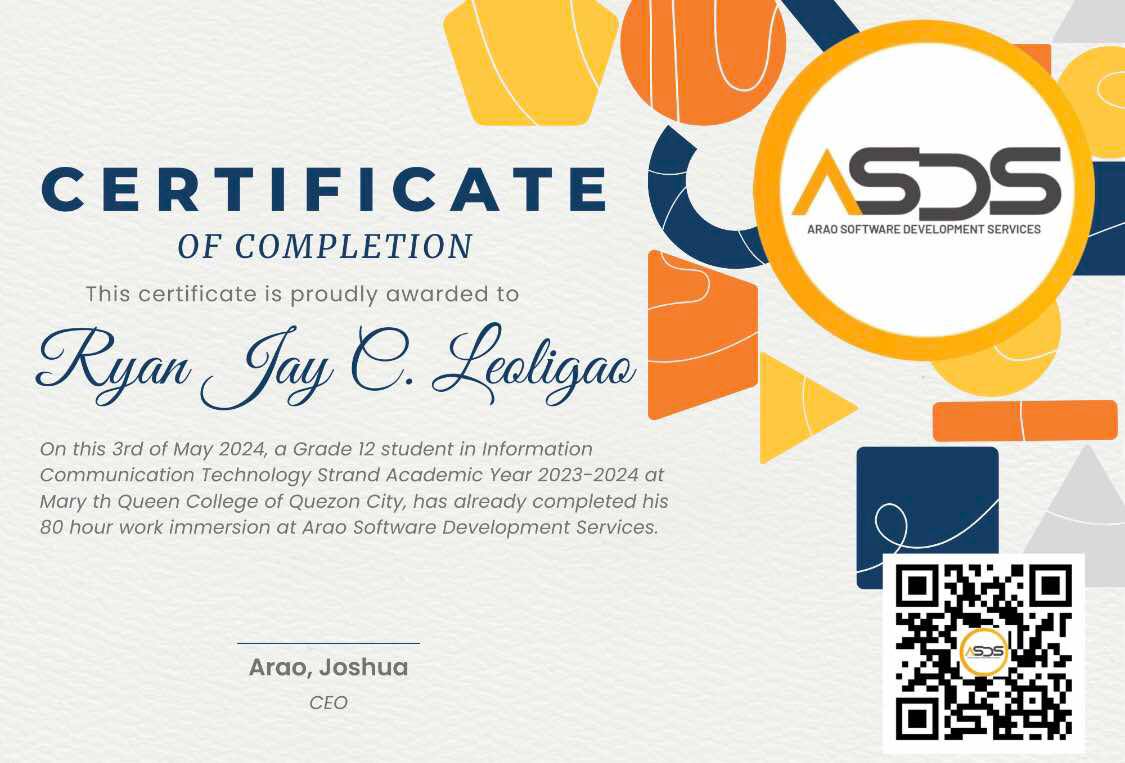 CERTIFICATE
OF COMPLETION
This certificate is proudly awarded to
Ryan Jay C. Leoligao
On this 3rd of May 2024, a Grade 12 student in Information
Communication Technology Strand Academic Year 2023-2024 at
Mary th Queen College of Quezon City, has already completed his
80 hour work immersion at Arao Software Development Services.
Arao, Joshua
CEO
ASDS
ARAO SOFTWARE DEVELOPMENT SERVICES
ASDS